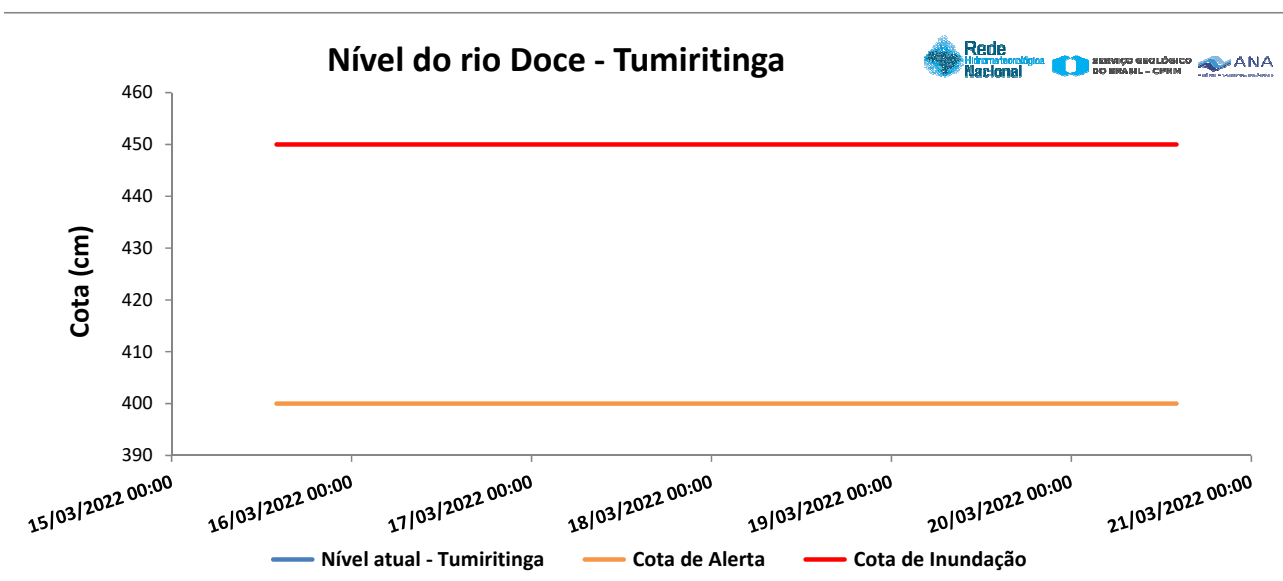 Nível do rio Doce - Tumiritinga
Rede
Hidrometeorológica
Nacional
SERVIÇO GEOLÓGICO
DO BRASIL – CPRM
ANA
460
450
440
430
420
410
400
390
Cota (cm)
15/03/2022 00:00
16/03/2022 00:00
17/03/2022 00:00
18/03/2022 00:00
19/03/2022 00:00
20/03/2022 00:00
21/03/2022 00:00
Nível atual - Tumiritinga
Cota de Alerta
Cota de Inundação